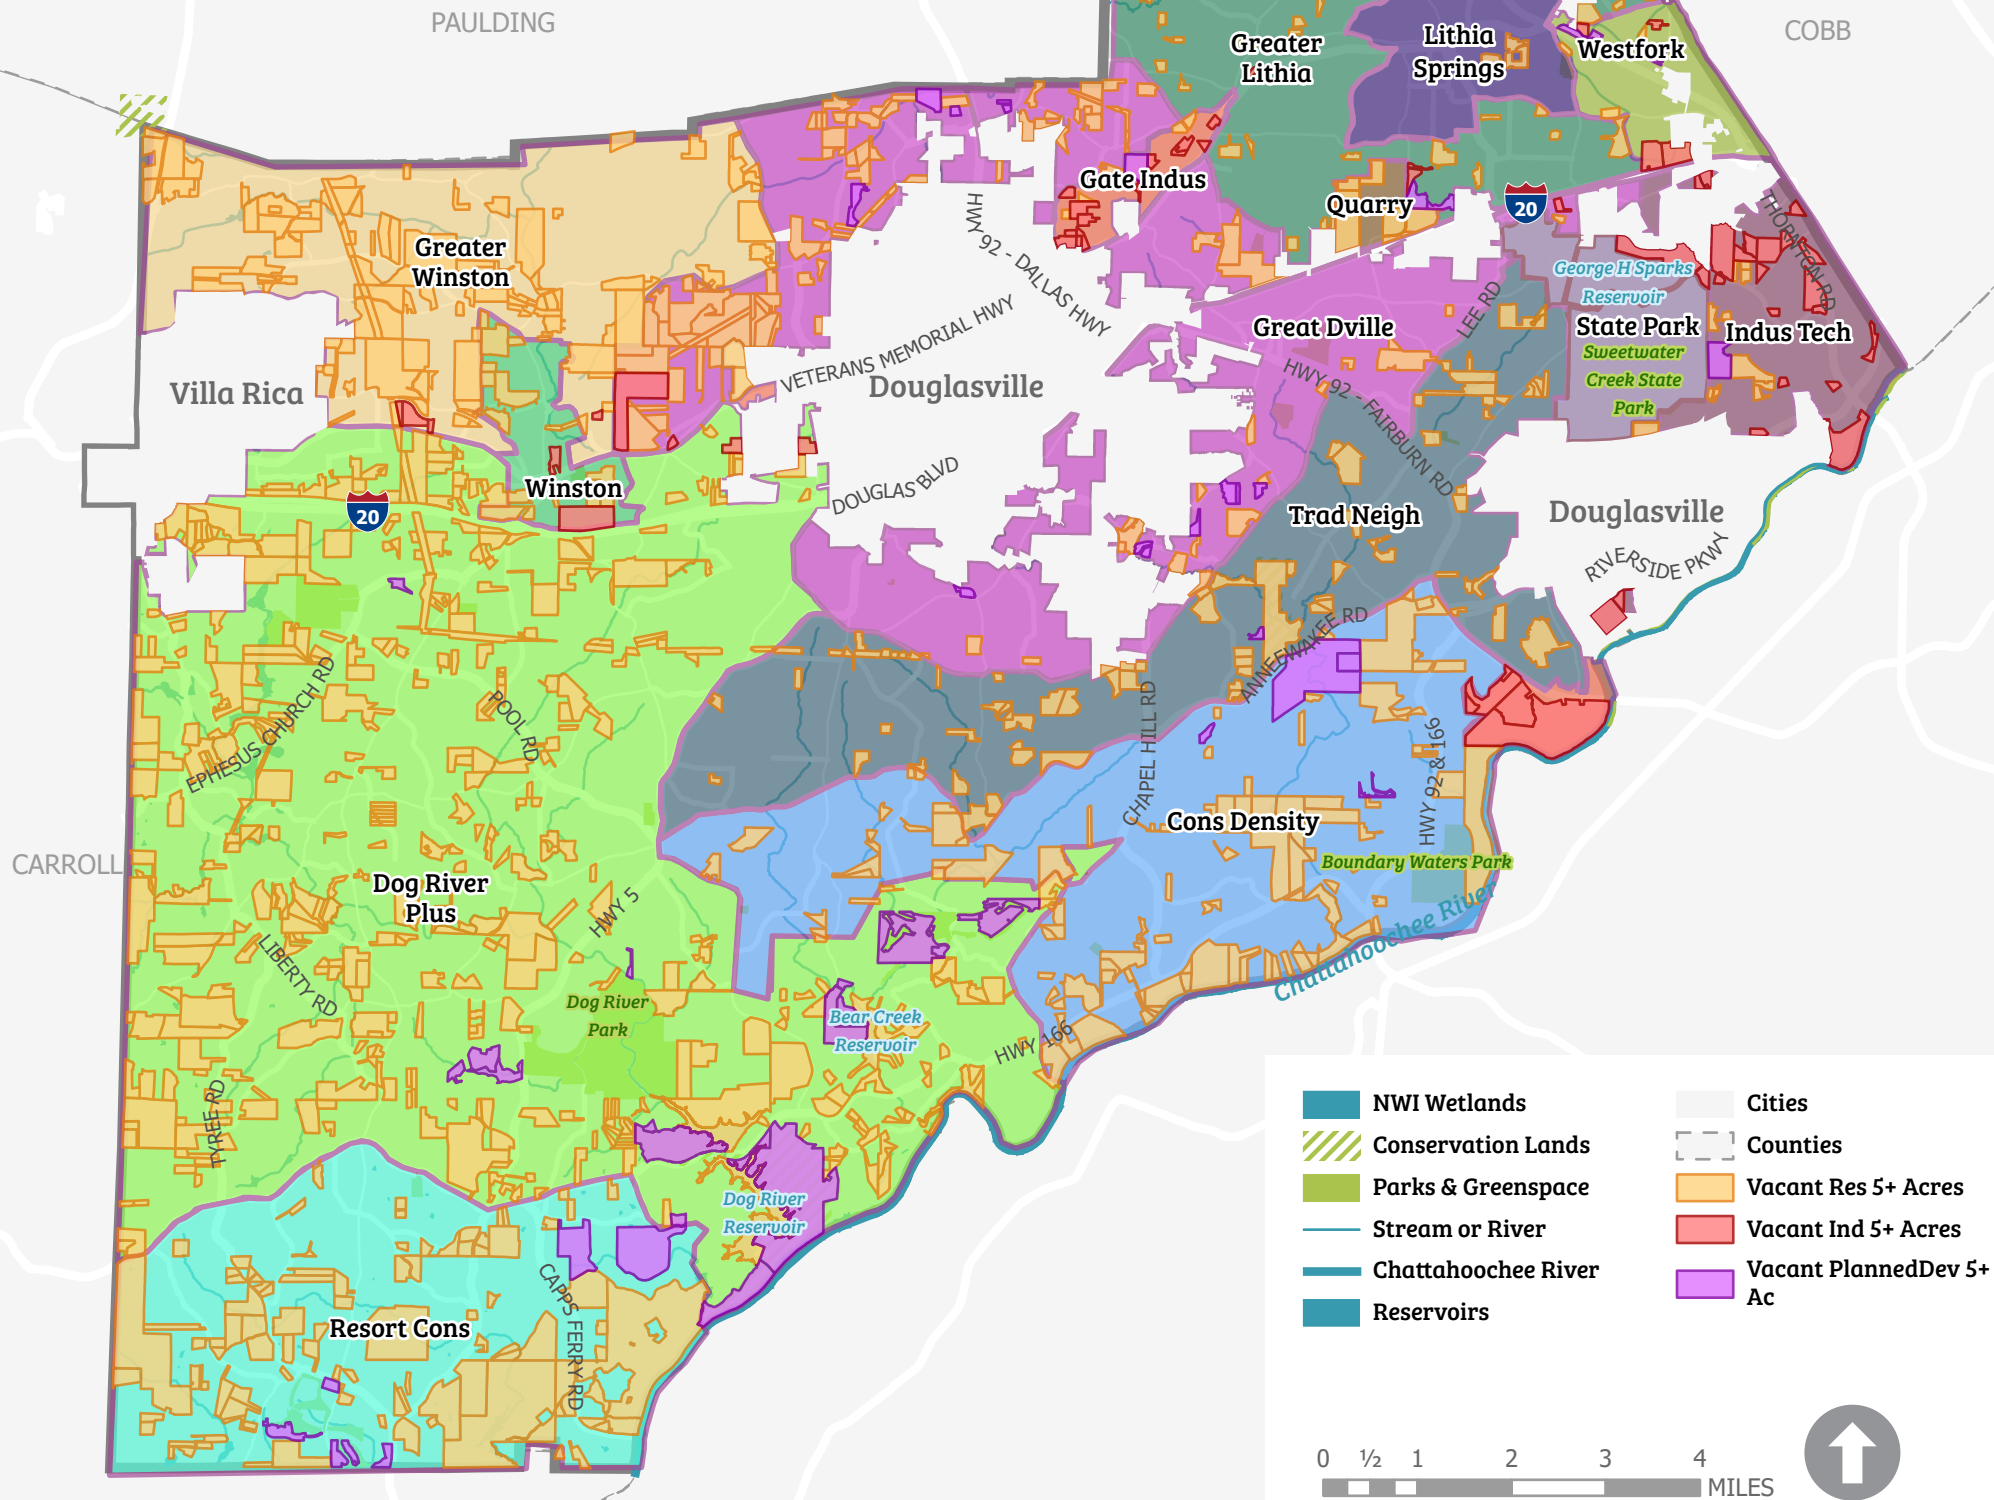 PAULDING
COBB
Greater
Lithia
Lithia
Springs
Westfork
Gate Indus
Quarry
20
THORNTON RD
HWY 92 - DALLAS HWY
Greater
Winston
George H Sparks
Reservoir
State Park
Indus Tech
Sweetwater
Creek State
Park
LEE RD
Great Dville
VETERANS MEMORIAL HWY
HWY 92 - FAIRBURN RD
Villa Rica
Douglasville
DOUGLAS BLVD
Winston
20
Trad Neigh
Douglasville
RIVERSIDE PKWY
ANNEEWAKEE RD
EPHESUS CHURCH RD
POOL RD
CHAPEL HILL RD
HWY 92 & 166
Cons Density
Boundary Waters Park
CARROLL
Dog River
Plus
HWY 5
Chattahoochee River
LIBERTY RD
Dog River
Park
Bear Creek
Reservoir
HWY 166
TYREE RD
Dog River
Reservoir
CAPPS FERRY RD
Resort Cons
NWI Wetlands
Conservation Lands
Parks & Greenspace
Stream or River
Chattahoochee River
Reservoirs
Cities
Counties
Vacant Res 5+ Acres
Vacant Ind 5+ Acres
Vacant PlannedDev 5+
Ac
0 ½ 1 2 3 4
MILES